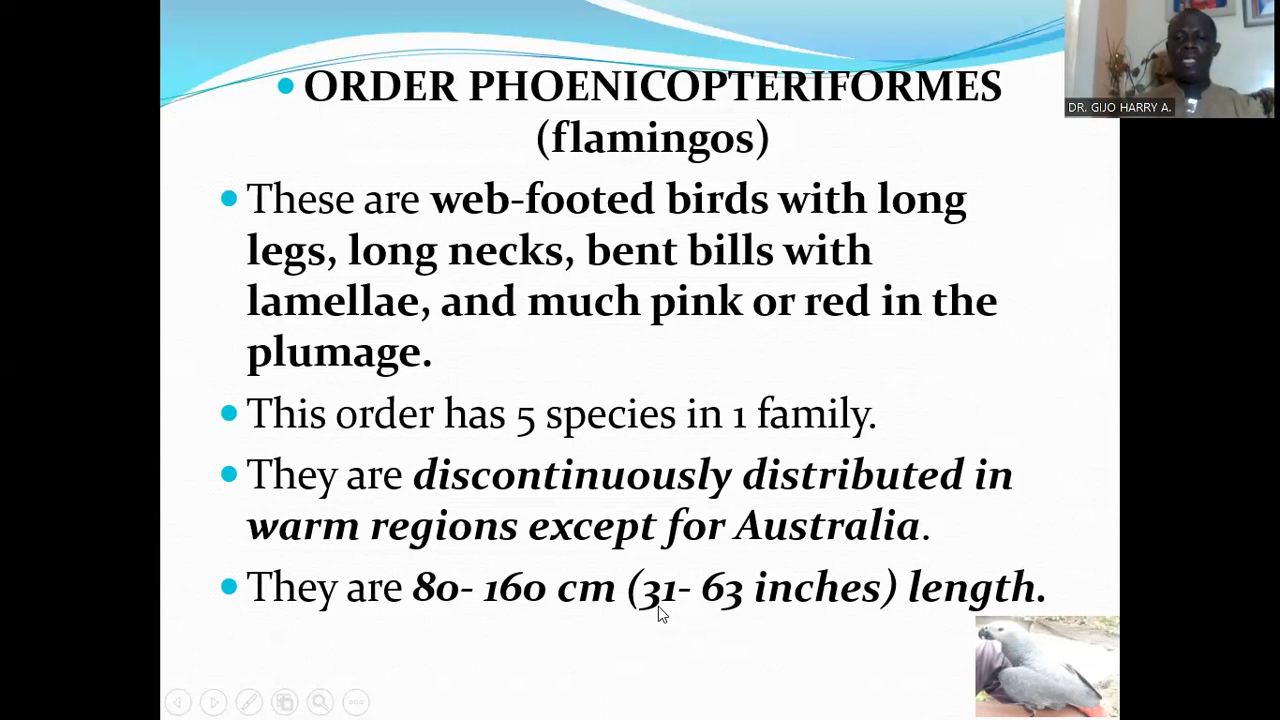 • ORDER PHOENICOPTERIFORMES
(flamingos)
DR. GIJO HARRY A.
• These are web-footed birds with long
legs, long necks, bent bills with
lamellae, and much pink or red in the
plumage.
• This order has 5 species in 1 family.
• They are discontinuously distributed in
warm regions except for Australia.
• They are 80- 160 cm (31- 63 inches) length.